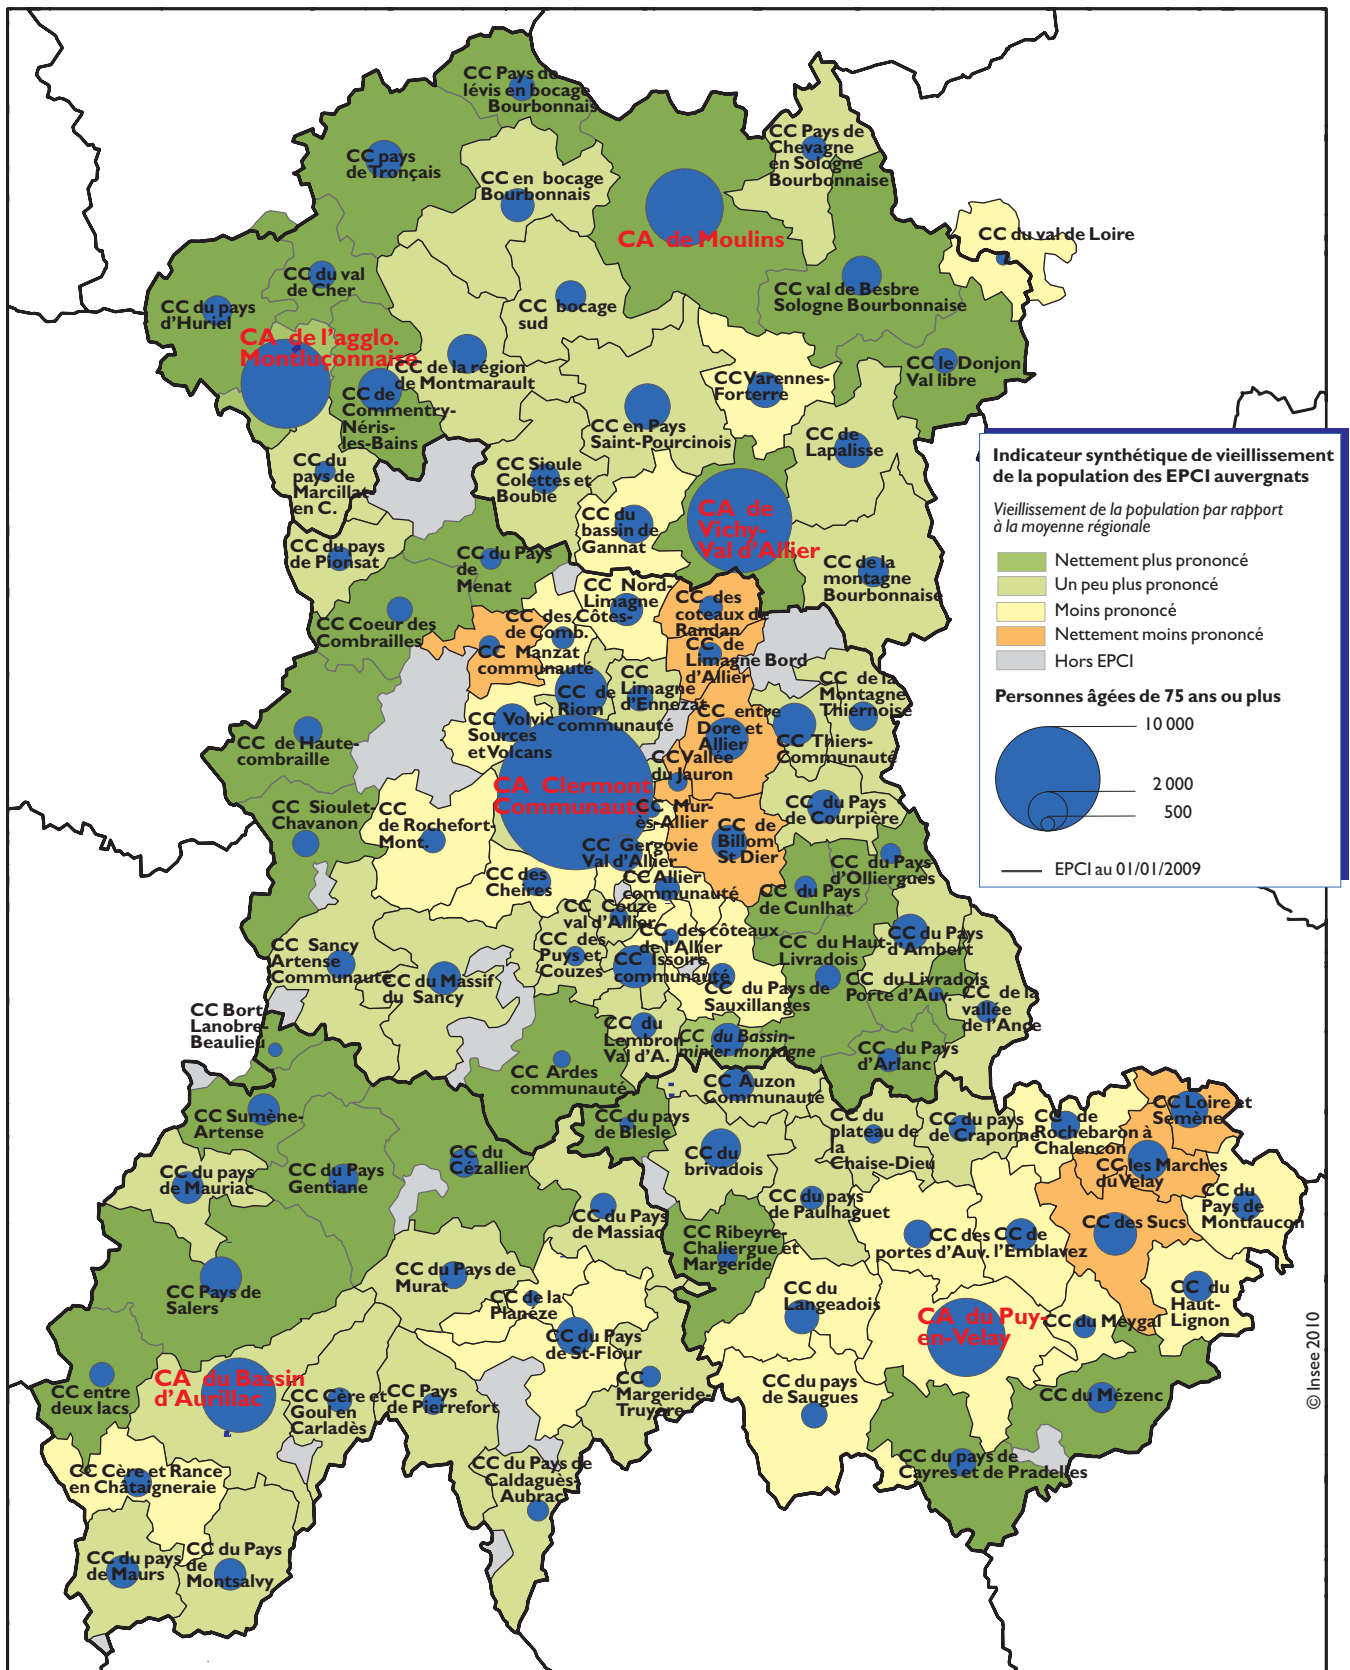 CC Pays de
lévis en bocage
Bourbonnais
CC pays
de Tronçais
CC en bocage
Bourbonnais
CC Pays de
Chevagne
en Sologne
Bourbonnaise
CA de Moulins
CC du val de Loire
CC du val
de Cher
CC du pays
d'Huriel
CC bocage
sud
CC val de Besbre
Sologne Bourbonnaise
CA de l'agglo.
Montluçonnaise
CC de la région
de Montmarault
CC de
Commentry-
Néris-
les-Bains
CC Varennes-
Forterre
CC le Donjon
Val libre
CC en Pays
Saint-Pourcinois
CC de
Lapalisse
CC du
pays de
Marcillat
en C.
CC Sioule
Colettes et
Bouble
CC du
bassin de
Gannat
CA de
Vichy-
Val d'Allier
CC du pays
de Pionsat
CC du Pays
de
Menat
CC de la
montagne
Bourbonnaise
CC Nord-
Limagne
CC des
coteaux de
Randan
CC Coeur des
Combrailles
CC des Côtes-
de Comb.
CC Manzat
communauté
CC de
Limagne Bord
d'Allier
CC
Limagne
d'Ennezat
CC de
Riom
communauté
CC de la
Montagne
Thiernoise
CC Volvic
Sources
et Volcans
CC entre
Dore et
Allier
CC Thiers-
Communauté
CC de Haute-
combraille
CC Vallée
du Jauron
CA Clermont
Communauté
CC Mur-
ès-Allier
CC Sioulet-
Chavanon
CC
de Rochefort-
Mont.
CC du Pays
de Courpière
CC de
Billom
St Dier
CC Gergovie
Val d'Allier
CC du Pays
d'Olliergues
CC des
Cheires
CC Allier
communauté
CC du Pays
de Cunlhat
CC Couze
val d'Allier
CC des côteaux
de l'Allier
CC du Pays
d'Ambert
CC des
Puys et
Couzes
CC du Haut-
Livradois
CC Sancy
Artense
Communauté
CC Issoire
communauté
CC du Massif
du Sancy
CC du Pays de
Sauxillanges
CC du Livradois
Porte d'Auv.
CC de la
vallée
de l'Ance
CC Bort
Lanobre-
Beaulieu
CC du
Lembron
Val d'A.
CC du Bassin-
minier montagne
CC du Pays
d'Arlanc
CC Ardes
communauté
CC Auzon
Communauté
CC Sumène-
Artense
CC du pays
de Blesle
CC du
plateau de
la
Chaise-Dieu
CC du pays
de Craponne
CC de
Rochebaron à
Chalencon
CC Loire et
Semène
CC du
brivadois
CC du
Cézallier
CC du pays
de Mauriac
CC du Pays
Gentiane
CC les Marches
du Velay
CC du
Pays de
Montfaucon
CC du pays
de Paulhaguet
CC du Pays
de Massiac
CC Ribeyre-
Chaliergue et
Margeride
CC des
portes d'Auv.
CC de
l'Emblavez
CC des Sucs
CC Pays de
Salers
CC du Pays de
Murat
CC de la
Planèze
CC du
Langeadois
CC du
Haut-
Lignon
CA du Puy-
en-Velay
CC du Meygal
CC du Pays
de St-Flour
CA du Bassin
d'Aurillac
CC entre
deux lacs
CC Cère et
Goul en
Carladès
CC Pays
de Pierrefort
CC
Margeride-
Truyère
CC du pays
de Saugues
CC du Mézenc
CC du pays de
Cayres et de Pradelles
CC Cère et Rance
en Châtaigneraie
CC du Pays de
Caldaguès-
Aubrac
CC du pays
de Maurs
CC du Pays
de
Montsalvy
Indicateur synthétique de vieillissement
de la population des EPCI auvergnats
Vieillissement de la population par rapport
à la moyenne régionale
Nettement plus prononcé
Un peu plus prononcé
Moins prononcé
Nettement moins prononcé
Hors EPCI
Personnes âgées de 75 ans ou plus
10 000
2 000
500
EPCI au 01/01/2009
© Insee 2010